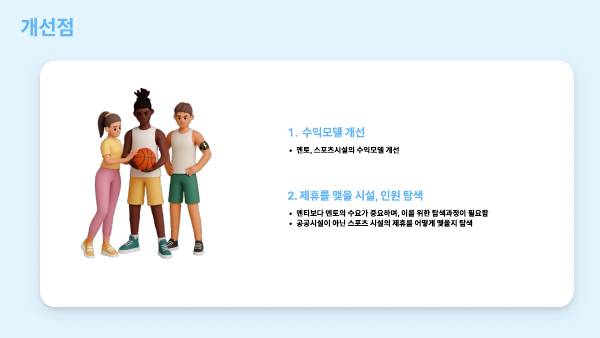 개선점
1. 수익모델 개선
• 멘토, 스포츠시설의 수익모델 개선
2. 제휴를 맺을 시설, 인원 탐색
• 멘티보다 멘토의 수요가 중요하며, 이를 위한 탐색과정이 필요함
• 공공시설이 아닌 스포츠 시설의 제휴를 어떻게 맺을지 탐색